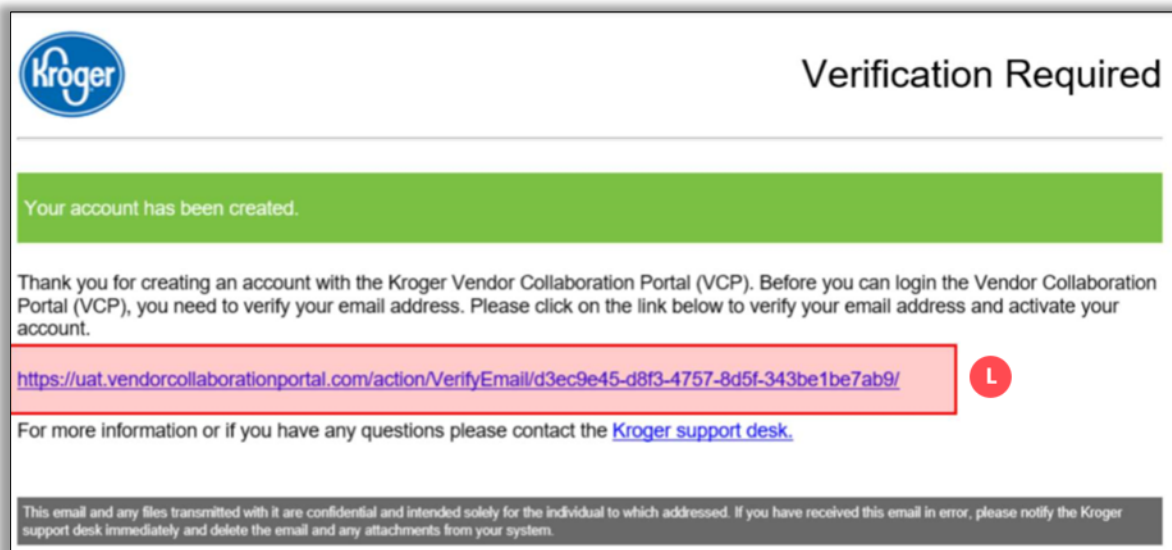 Kroger
Verification Required
Your account has been created.
Thank you for creating an account with the Kroger Vendor Collaboration Portal (VCP). Before you can login the Vendor Collaboration
Portal (VCP), you need to verify your email address. Please click on the link below to verify your email address and activate your
account.
https://uat.vendorcollaborationportal.com/action/VerifyEmail/d3ec9e45-d8f3-4757-8d5f-343be1be7ab9/
L
For more information or if you have any questions please contact the Kroger support desk.
This email and any files transmitted with it are confidential and intended solely for the individual to which addressed. If you have received this email in error, please notify the Kroger
support desk immediately and delete the email and any attachments from your system.